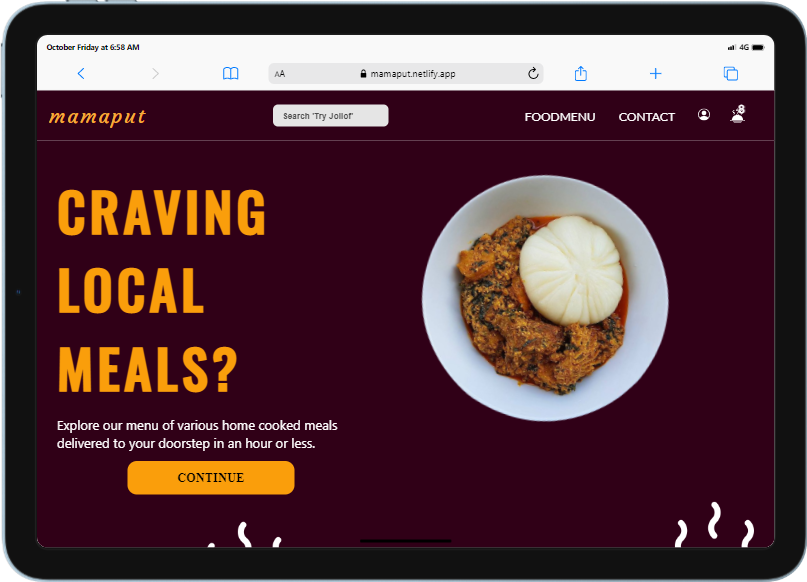 October Friday at 6:58 AM
4G
AA
mamaput.netlify.app
mamaput
Search 'Try Jollof'
FOODMENU
CONTACT
8
CRAVING
LOCAL
MEALS?
Explore our menu of various home cooked meals
delivered to your doorstep in an hour or less.
CONTINUE